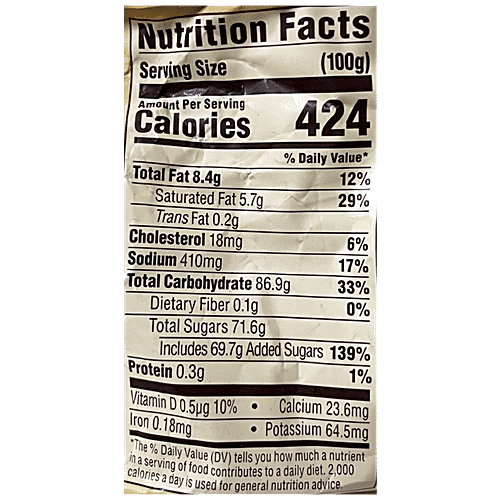 Nutrition Facts
Serving Size (100g)
Amount Per Serving
Calories 424
% Daily Value*
Total Fat 8.4g 12%
Saturated Fat 5.7g 29%
Trans Fat 0.2g
Cholesterol 18mg 6%
Sodium 410mg 17%
Total Carbohydrate 86.9g 33%
Dietary Fiber 0.1g 0%
Total Sugars 71.6g
Includes 69.7g Added Sugars 139%
Protein 0.3g 1%
Vitamin D 0.5µg 10% • Calcium 23.6mg
Iron 0.18mg • Potassium 64.5mg
*The % Daily Value (DV) tells you how much a nutrient
in a serving of food contributes to a daily diet. 2,000
calories a day is used for general nutrition advice.